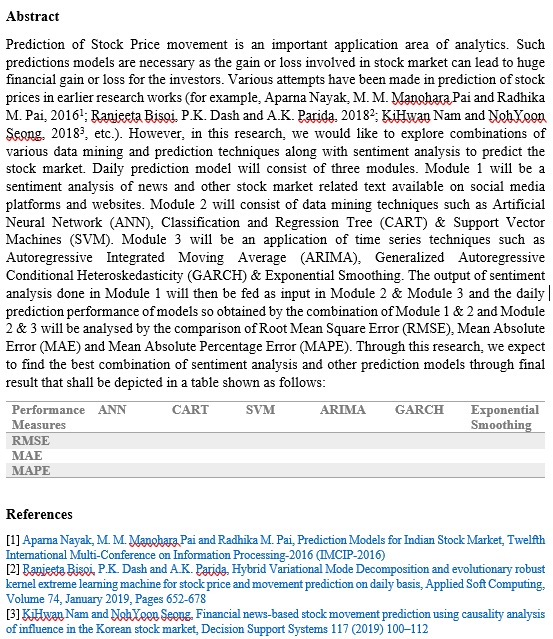 Abstract
Prediction of Stock Price movement is an important application area of analytics. Such
predictions models are necessary as the gain or loss involved in stock market can lead to huge
financial gain or loss for the investors. Various attempts have been made in prediction of stock
prices in earlier research works (for example, Aparna Nayak, M. M. Manohara Pai and Radhika
M. Pai, 2016¹; Ranjeeta Bisoi, P.K. Dash and A.K. Parida, 2018²; KiHwan Nam and NohYoon
Seong, 2018³, etc.). However, in this research, we would like to explore combinations of
various data mining and prediction techniques along with sentiment analysis to predict the
stock market. Daily prediction model will consist of three modules. Module 1 will be a
sentiment analysis of news and other stock market related text available on social media
platforms and websites. Module 2 will consist of data mining techniques such as Artificial
Neural Network (ANN), Classification and Regression Tree (CART) & Support Vector
Machines (SVM). Module 3 will be an application of time series techniques such as
Autoregressive Integrated Moving Average (ARIMA), Generalized Autoregressive
Conditional Heteroskedasticity (GARCH) & Exponential Smoothing. The output of sentiment
analysis done in Module 1 will then be fed as input in Module 2 & Module 3 and the daily
prediction performance of models so obtained by the combination of Module 1 & 2 and Module
2 & 3 will be analysed by the comparison of Root Mean Square Error (RMSE), Mean Absolute
Error (MAE) and Mean Absolute Percentage Error (MAPE). Through this research, we expect
to find the best combination of sentiment analysis and other prediction models through final
result that shall be depicted in a table shown as follows:
Performance ANN CART SVM ARIMA GARCH Exponential
Measures Smoothing
RMSE
MAE
MAPE
References
[1] Aparna Nayak, M. M. Manohara Pai and Radhika M. Pai, Prediction Models for Indian Stock Market, Twelfth
International Multi-Conference on Information Processing-2016 (IMCIP-2016)
[2] Ranjeeta Bisoi, P.K. Dash and A.K. Parida, Hybrid Variational Mode Decomposition and evolutionary robust
kernel extreme learning machine for stock price and movement prediction on daily basis, Applied Soft Computing,
Volume 74, January 2019, Pages 652-678
[3] KiHwan Nam and NohYoon Seong, Financial news-based stock movement prediction using causality analysis
of influence in the Korean stock market, Decision Support Systems 117 (2019) 100–112